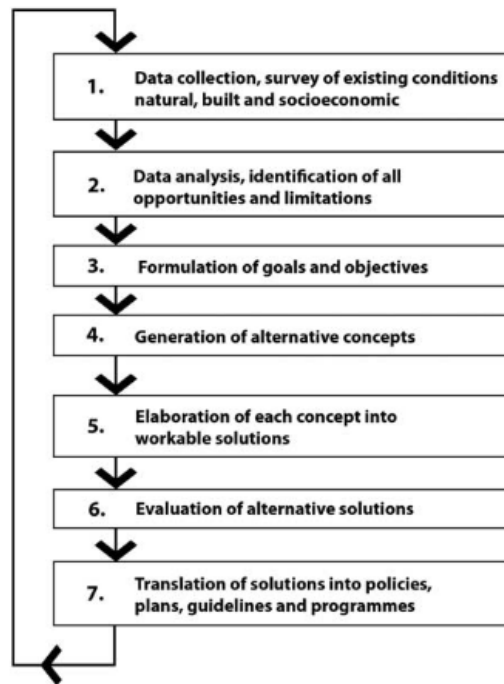 1. Data collection, survey of existing conditions
natural, built and socioeconomic
2. Data analysis, identification of all
opportunities and limitations
3. Formulation of goals and objectives
4. Generation of alternative concepts
5. Elaboration of each concept into
workable solutions
6. Evaluation of alternative solutions
7. Translation of solutions into policies,
plans, guidelines and programmes